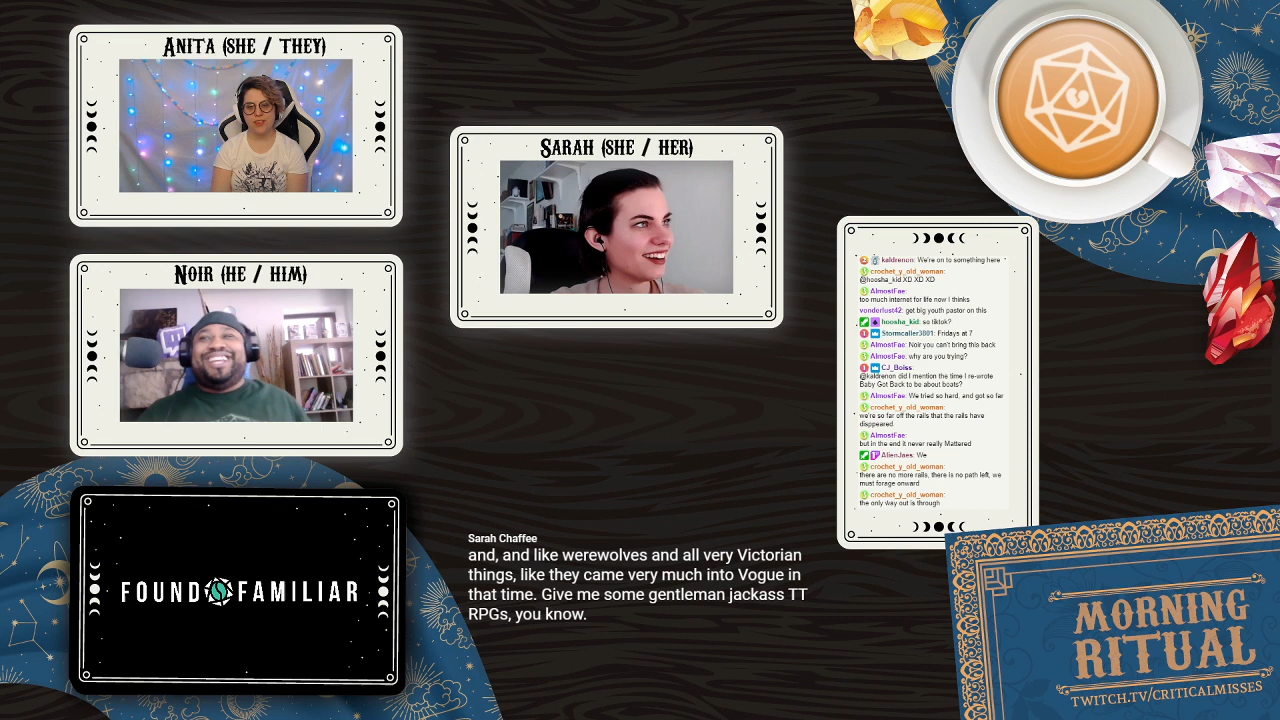 ANITA (SHE / THEY)
SARAH (SHE / HER)
NOIR (HE / HIM)
kaldrenon: We're on to something here
crochet_y_old_woman:
@hoosha_kid XD XD XD
AlmostFae:
too much internet for life now I thinks
vonderlust42: get big youth pastor on this
hoosha_kid: so tiktok?
Stormcaller3801: Fridays at 7
AlmostFae: Noir you can't bring this back
AlmostFae: why are you trying?
CJ_Boiss:
@kaldrenon did I mention the time I re-wrote
Baby Got Back to be about boats?
AlmostFae: We tried so hard, and got so far
crochet_y_old_woman:
we're so far off the rails that the rails have
disppeared
AlmostFae:
but in the end it never really Mattered
AlienJaes: We
crochet_y_old_woman:
there are no more rails, there is no path left, we
must forage onward
crochet_y_old_woman:
the only way out is through
FOUND FAMILIAR
Sarah Chaffee
and, and like werewolves and all very Victorian
things, like they came very much into Vogue in
that time. Give me some gentleman jackass TT
RPGs, you know.
MORNING
RITUAL
TWITCH.TV/CRITICALMISSES